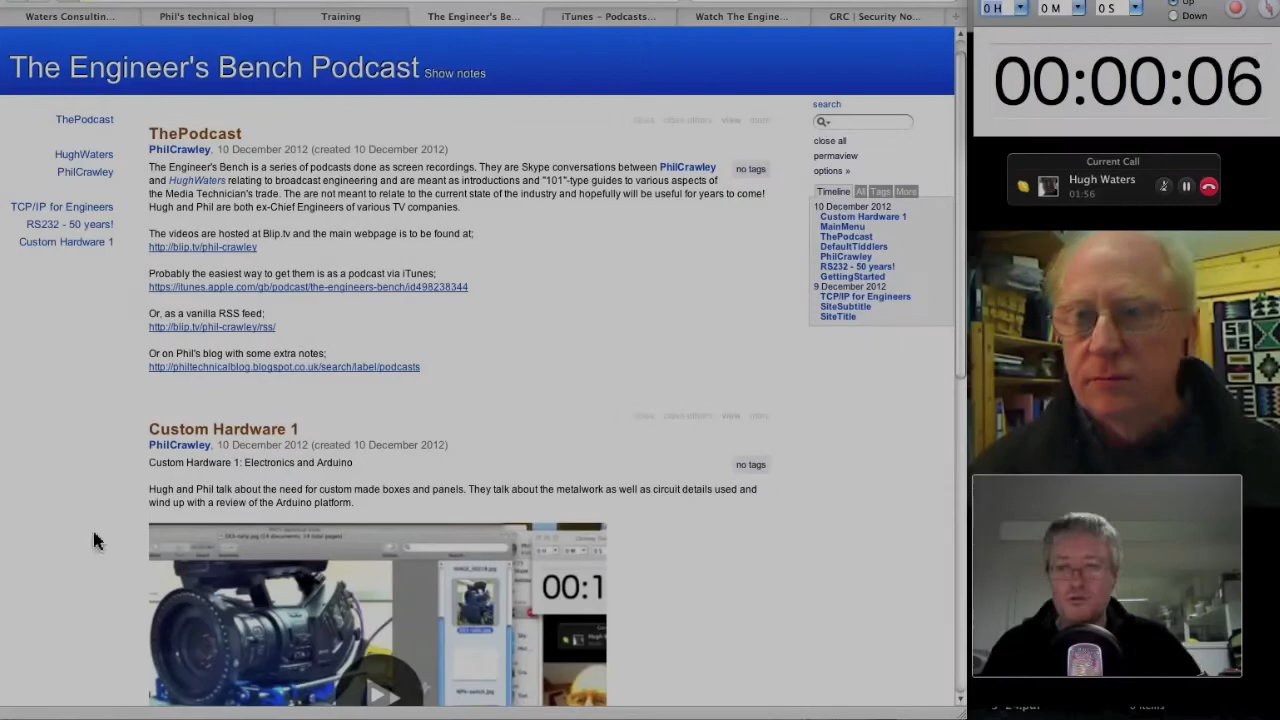 Waters Consultin... Phil's technical blog Training The Engineer's Be... iTunes - Podcasts... Watch The Engine... GRC | Security No...
0 H 0 M 0 S Up
Down
The Engineer's Bench Podcast Show notes
00:00:06
ThePodcast
HughWaters
PhilCrawley
TCP/IP for Engineers
RS232 - 50 years!
Custom Hardware 1
ThePodcast
view
PhilCrawley, 10 December 2012 (created 10 December 2012)
no tags
The Engineer's Bench is a series of podcasts done as screen recordings. They are Skype conversations between PhilCrawley
and HughWaters relating to broadcast engineering and are meant as introductions and "101"-type guides to various aspects of
the Media Technician's trade. The are not meant to relate to the current state of the industry and hopefully will be useful for years to come!
Hugh and Phil are both ex-Chief Engineers of various TV companies.
The videos are hosted at Blip.tv and the main webpage is to be found at;
http://blip.tv/phil-crawley
Probably the easiest way to get them is as a podcast via iTunes;
https://itunes.apple.com/gb/podcast/the-engineers-bench/id498238344
Or, as a vanilla RSS feed;
http://blip.tv/phil-crawley/rss/
Or on Phil's blog with some extra notes;
http://philtechnicalblog.blogspot.co.uk/search/label/podcasts
Custom Hardware 1
view
PhilCrawley, 10 December 2012 (created 10 December 2012)
no tags
Custom Hardware 1: Electronics and Arduino
Hugh and Phil talk about the need for custom made boxes and panels. They talk about the metalwork as well as circuit details used and
wind up with a review of the Arduino platform.
00:1
search
close all
permaview
options »
Timeline All Tags More
10 December 2012
Custom Hardware 1
MainMenu
ThePodcast
DefaultTiddlers
PhilCrawley
RS232 - 50 years!
GettingStarted
9 December 2012
TCP/IP for Engineers
SiteSubtitle
SiteTitle
Current Call
Hugh Waters
01:56